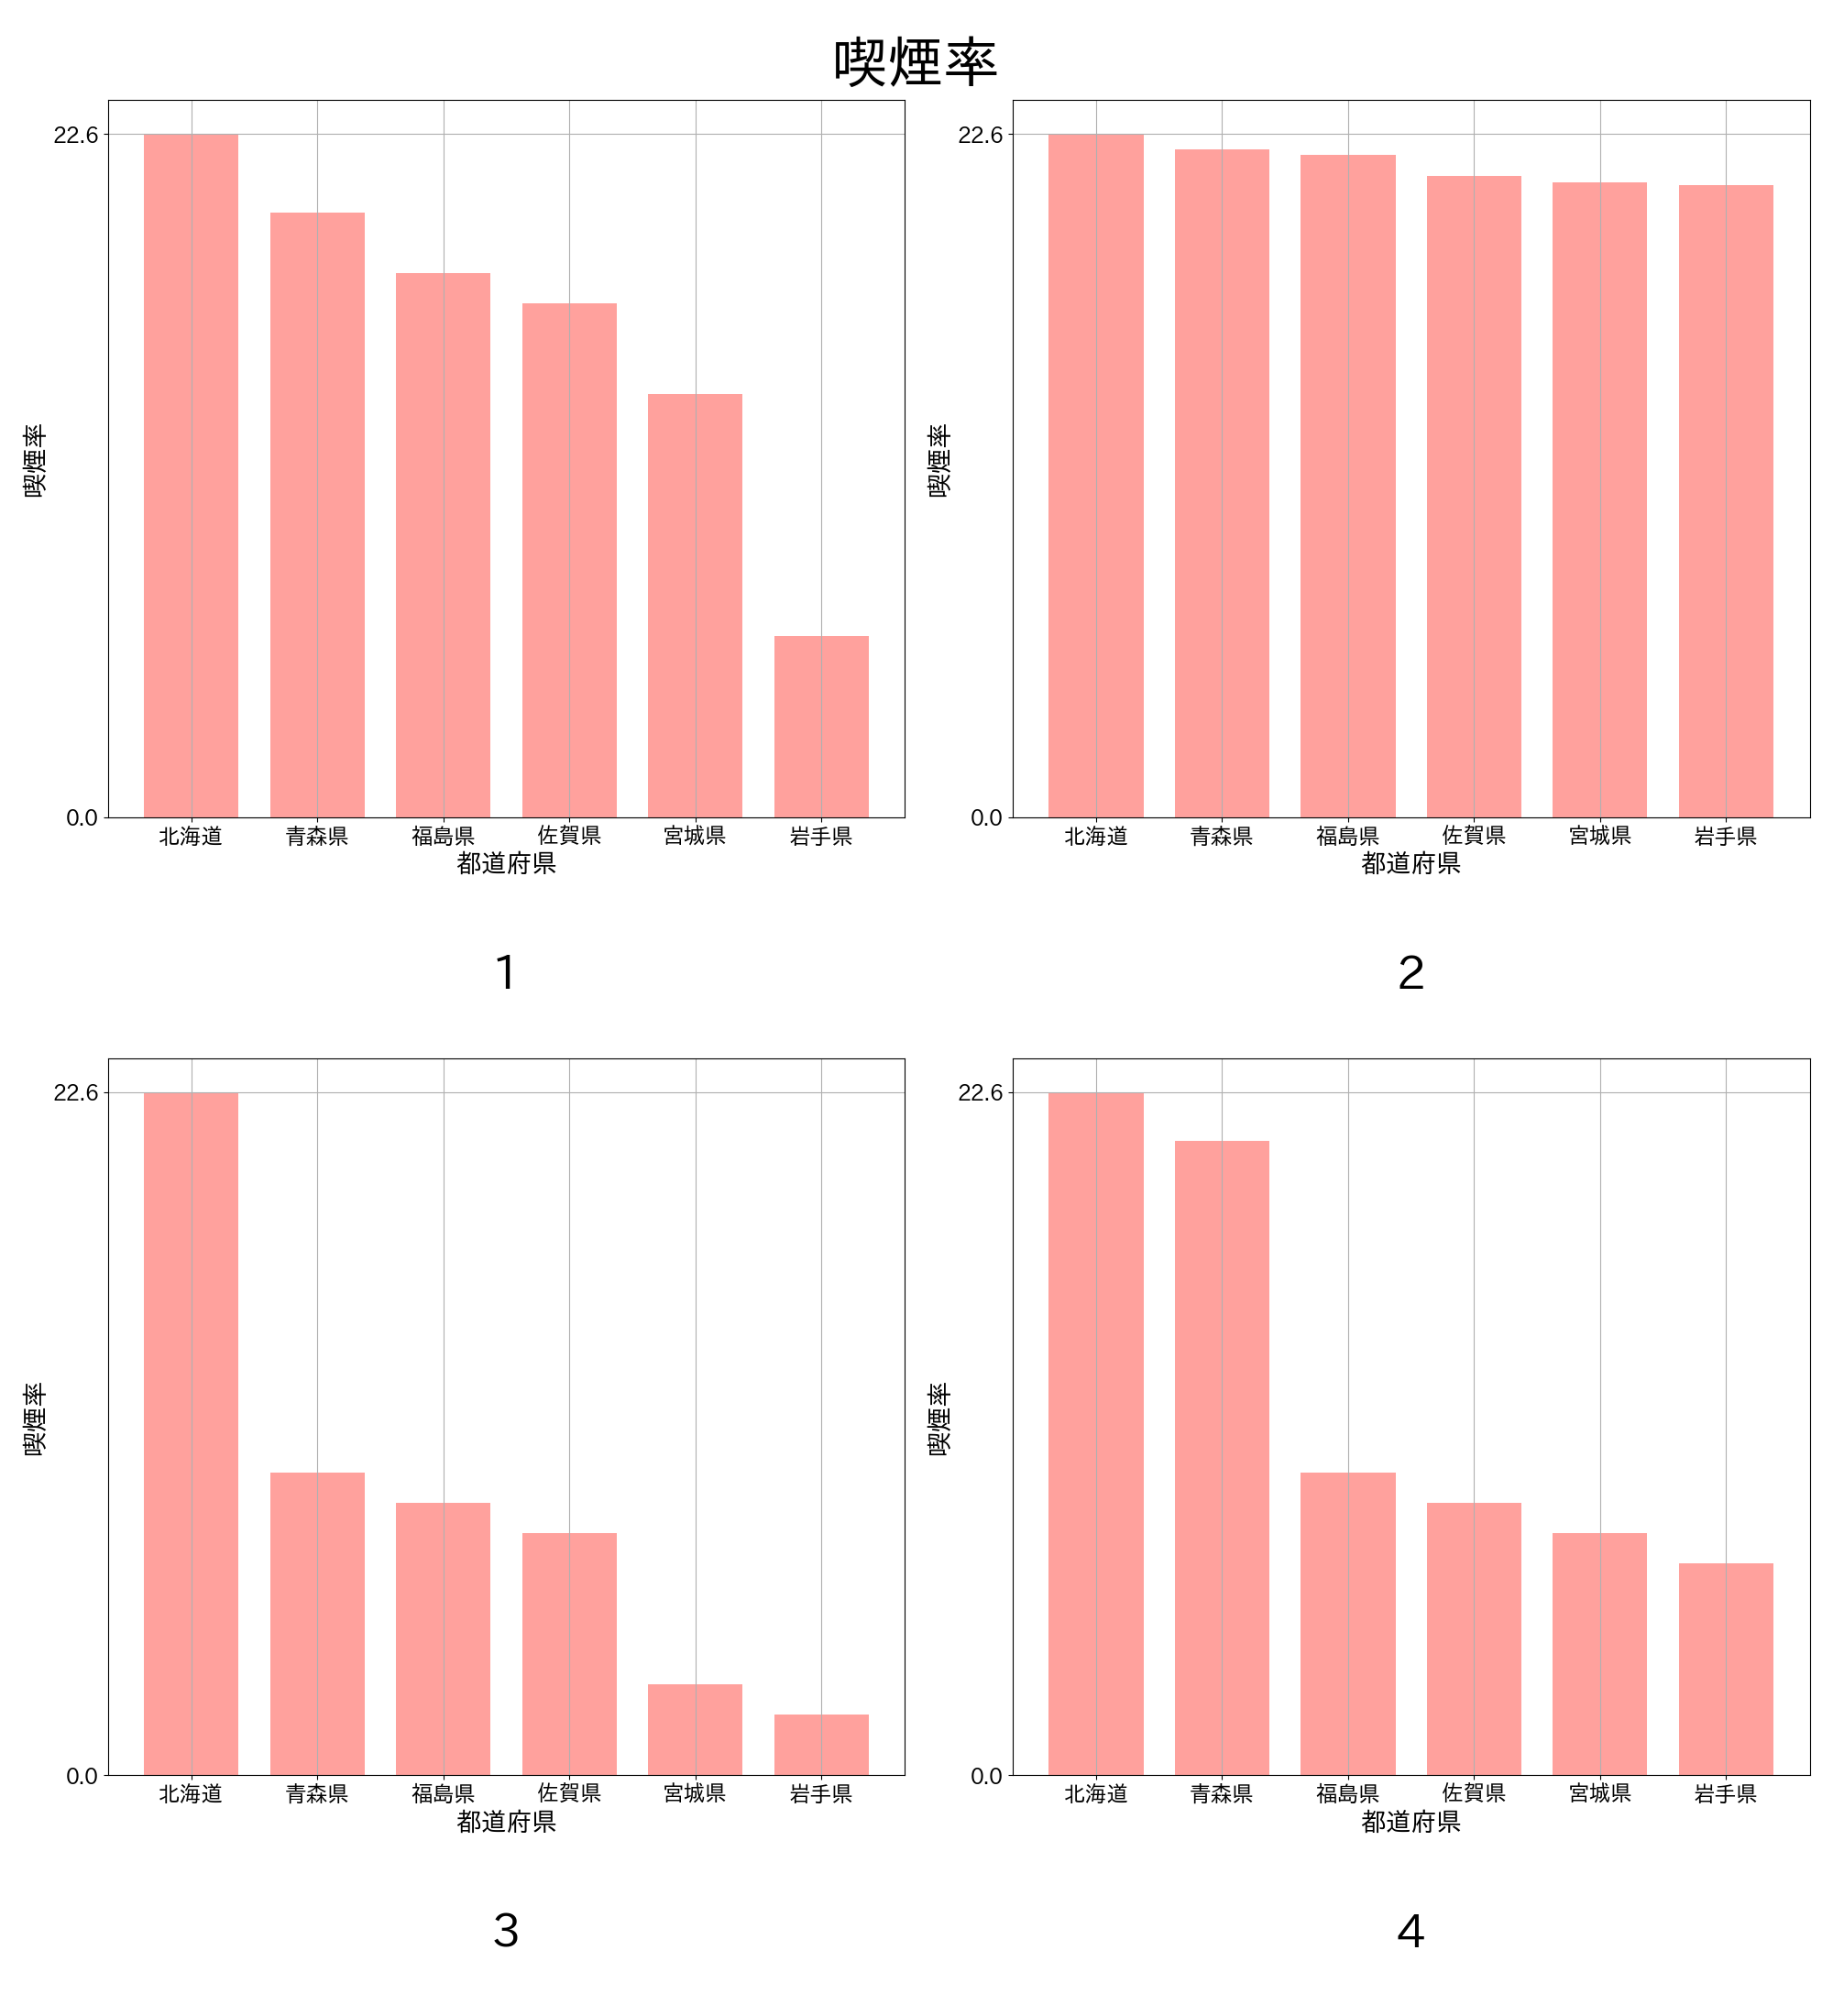 喫煙率
22.6
喫煙率
0.0
北海道 青森県 福島県 佐賀県 宮城県 岩手県
都道府県
1
22.6
喫煙率
0.0
北海道 青森県 福島県 佐賀県 宮城県 岩手県
都道府県
2
22.6
喫煙率
0.0
北海道 青森県 福島県 佐賀県 宮城県 岩手県
都道府県
3
22.6
喫煙率
0.0
北海道 青森県 福島県 佐賀県 宮城県 岩手県
都道府県
4